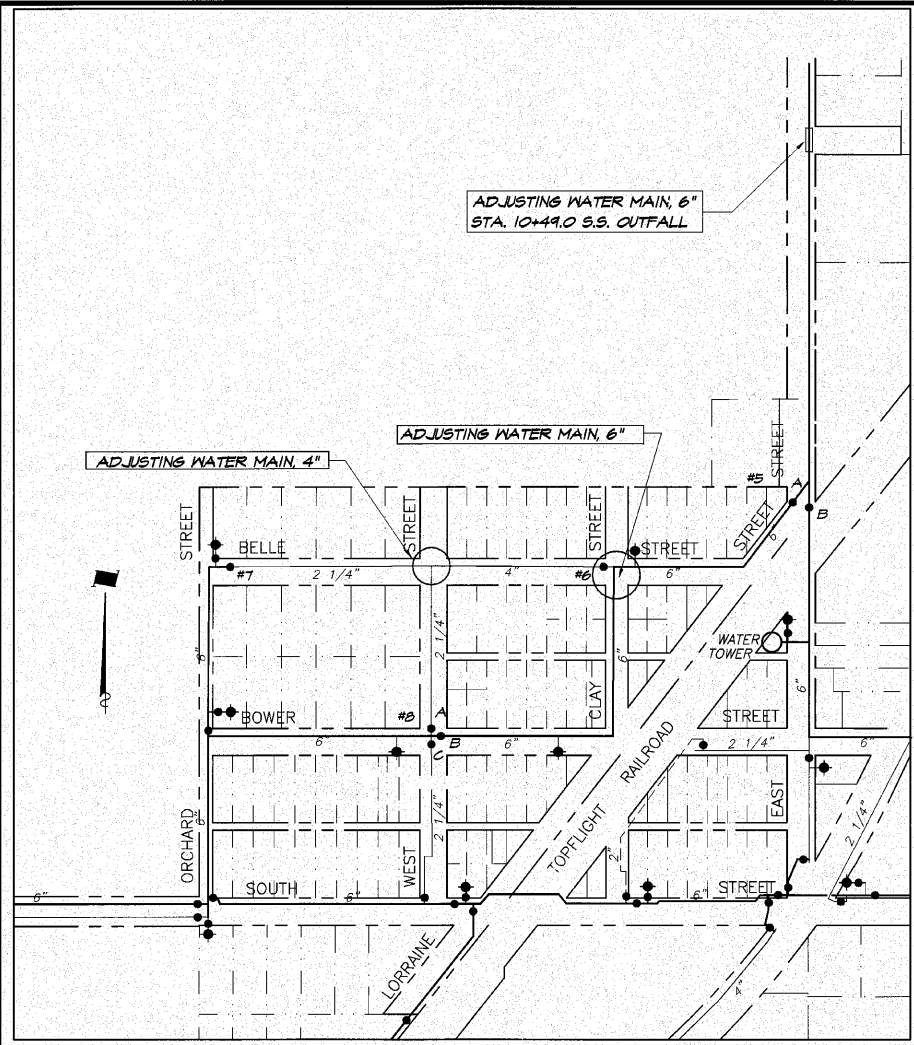 ADJUSTING WATER MAIN, 6"
STA. 10+49.0 S.S. OUTFALL
ADJUSTING WATER MAIN, 6"
ADJUSTING WATER MAIN, 4"
STREET
#5
A
B
STREET
STREET
STREET
STREET
6"
BELLE
STREET
#7
2 1/4"
4"
#6
6"
WATER
TOWER
2 1/4"
6"
6"
6"
CLAY
BOWER
#8
A
B
C
STREET
6"
6"
2 1/4"
6"
RAILROAD
TOPFLIGHT
EAST
ORCHARD
6"
WEST
2 1/4"
2"
2 1/4"
6"
SOUTH
6"
6"
STREET
LORRAINE
4"